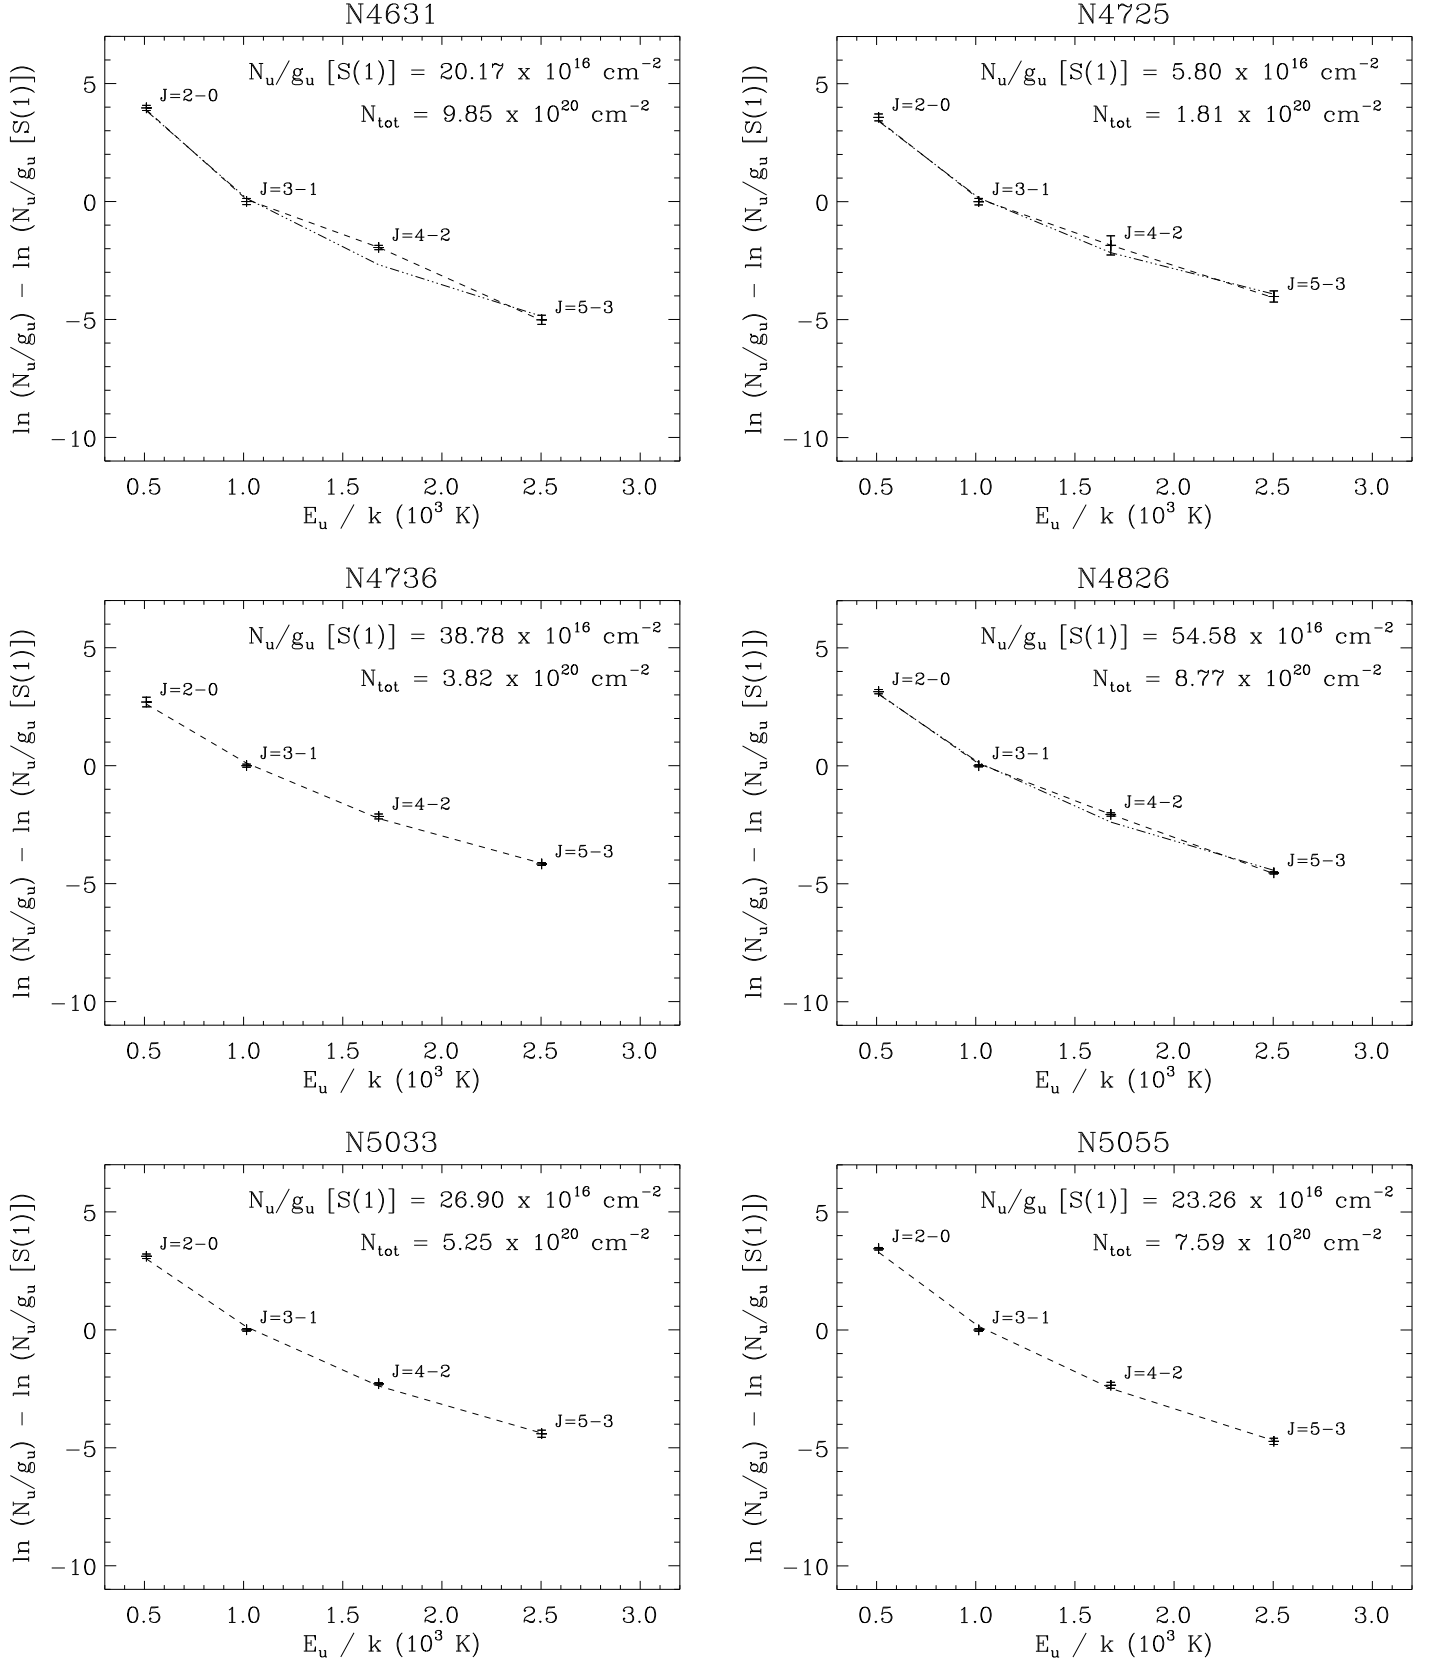 N4631
N_u/g_u [S(1)] = 20.17 x 10^16 cm^−2
N_tot = 9.85 x 10^20 cm^−2
J=2−0
J=3−1
J=4−2
J=5−3
5
0
−5
−10
0.5 1.0 1.5 2.0 2.5 3.0
E_u / k (10^3 K)
ln (N_u/g_u) − ln (N_u/g_u [S(1)])
N4725
N_u/g_u [S(1)] = 5.80 x 10^16 cm^−2
N_tot = 1.81 x 10^20 cm^−2
J=2−0
J=3−1
J=4−2
J=5−3
5
0
−5
−10
0.5 1.0 1.5 2.0 2.5 3.0
E_u / k (10^3 K)
ln (N_u/g_u) − ln (N_u/g_u [S(1)])
N4736
N_u/g_u [S(1)] = 38.78 x 10^16 cm^−2
N_tot = 3.82 x 10^20 cm^−2
J=2−0
J=3−1
J=4−2
J=5−3
5
0
−5
−10
0.5 1.0 1.5 2.0 2.5 3.0
E_u / k (10^3 K)
ln (N_u/g_u) − ln (N_u/g_u [S(1)])
N4826
N_u/g_u [S(1)] = 54.58 x 10^16 cm^−2
N_tot = 8.77 x 10^20 cm^−2
J=2−0
J=3−1
J=4−2
J=5−3
5
0
−5
−10
0.5 1.0 1.5 2.0 2.5 3.0
E_u / k (10^3 K)
ln (N_u/g_u) − ln (N_u/g_u [S(1)])
N5033
N_u/g_u [S(1)] = 26.90 x 10^16 cm^−2
N_tot = 5.25 x 10^20 cm^−2
J=2−0
J=3−1
J=4−2
J=5−3
5
0
−5
−10
0.5 1.0 1.5 2.0 2.5 3.0
E_u / k (10^3 K)
ln (N_u/g_u) − ln (N_u/g_u [S(1)])
N5055
N_u/g_u [S(1)] = 23.26 x 10^16 cm^−2
N_tot = 7.59 x 10^20 cm^−2
J=2−0
J=3−1
J=4−2
J=5−3
5
0
−5
−10
0.5 1.0 1.5 2.0 2.5 3.0
E_u / k (10^3 K)
ln (N_u/g_u) − ln (N_u/g_u [S(1)])